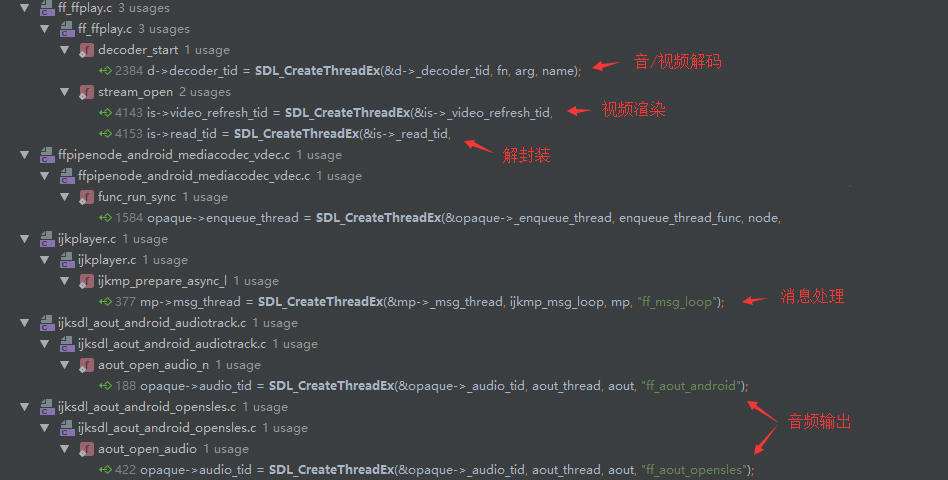 ff_ffplay.c 3 usages
ff_ffplay.c 3 usages
decoder_start 1 usage
2384 d->decoder_tid = SDL_CreateThreadEx(&d->_decoder_tid, fn, arg, name); 音/视频解码
stream_open 2 usages
4143 is->video_refresh_tid = SDL_CreateThreadEx(&is->_video_refresh_tid, 视频渲染
4153 is->read_tid = SDL_CreateThreadEx(&is->_read_tid,
解封装
ffpipenode_android_mediacodec_vdec.c 1 usage
ffpipenode_android_mediacodec_vdec.c 1 usage
func_run_sync 1 usage
1584 opaque->enqueue_thread = SDL_CreateThreadEx(&opaque->_enqueue_thread, enqueue_thread_func, node,
ijkplayer.c 1 usage
ijkplayer.c 1 usage
ijkmp_prepare_async_l 1 usage
377 mp->msg_thread = SDL_CreateThreadEx(&mp->_msg_thread, ijkmp_msg_loop, mp, "ff_msg_loop"); 消息处理
ijksdl_aout_android_audiotrack.c 1 usage
ijksdl_aout_android_audiotrack.c 1 usage
aout_open_audio_n 1 usage
188 opaque->audio_tid = SDL_CreateThreadEx(&opaque->_audio_tid, aout_thread, aout, "ff_aout_android");
ijksdl_aout_android_opensles.c 1 usage
音频输出
ijksdl_aout_android_opensles.c 1 usage
aout_open_audio 1 usage
422 opaque->audio_tid = SDL_CreateThreadEx(&opaque->_audio_tid, aout_thread, aout, "ff_aout_opensles");